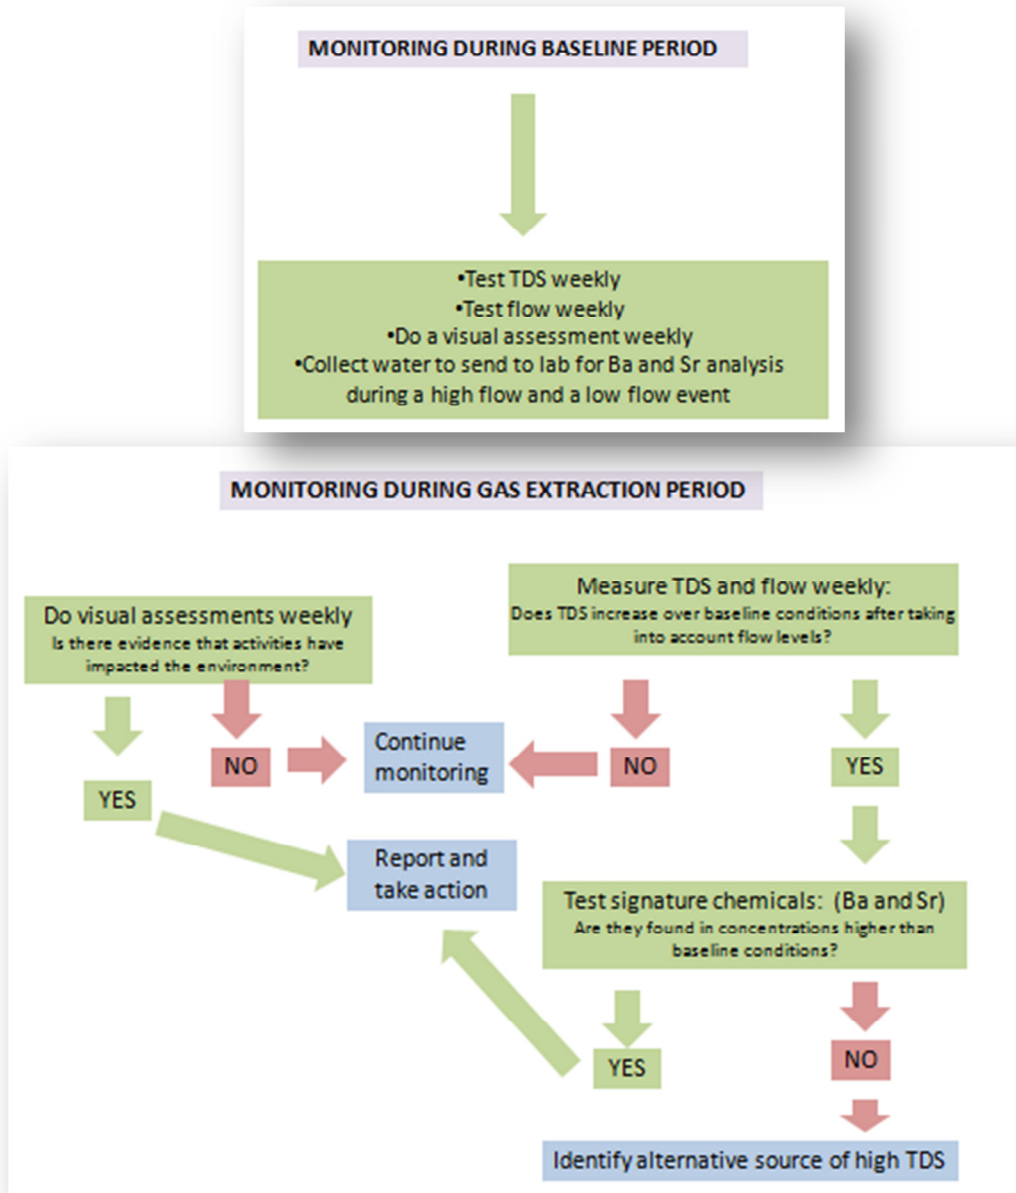 MONITORING DURING BASELINE PERIOD
•Test TDS weekly
•Test flow weekly
•Do a visual assessment weekly
•Collect water to send to lab for Ba and Sr analysis
during a high flow and a low flow event
MONITORING DURING GAS EXTRACTION PERIOD
Do visual assessments weekly
Is there evidence that activities have
impacted the environment?
Measure TDS and flow weekly:
Does TDS increase over baseline conditions after taking
into account flow levels?
NO
Continue
monitoring
NO
YES
YES
Report and
take action
Test signature chemicals: (Ba and Sr)
Are they found in concentrations higher than
baseline conditions?
YES
NO
Identify alternative source of high TDS